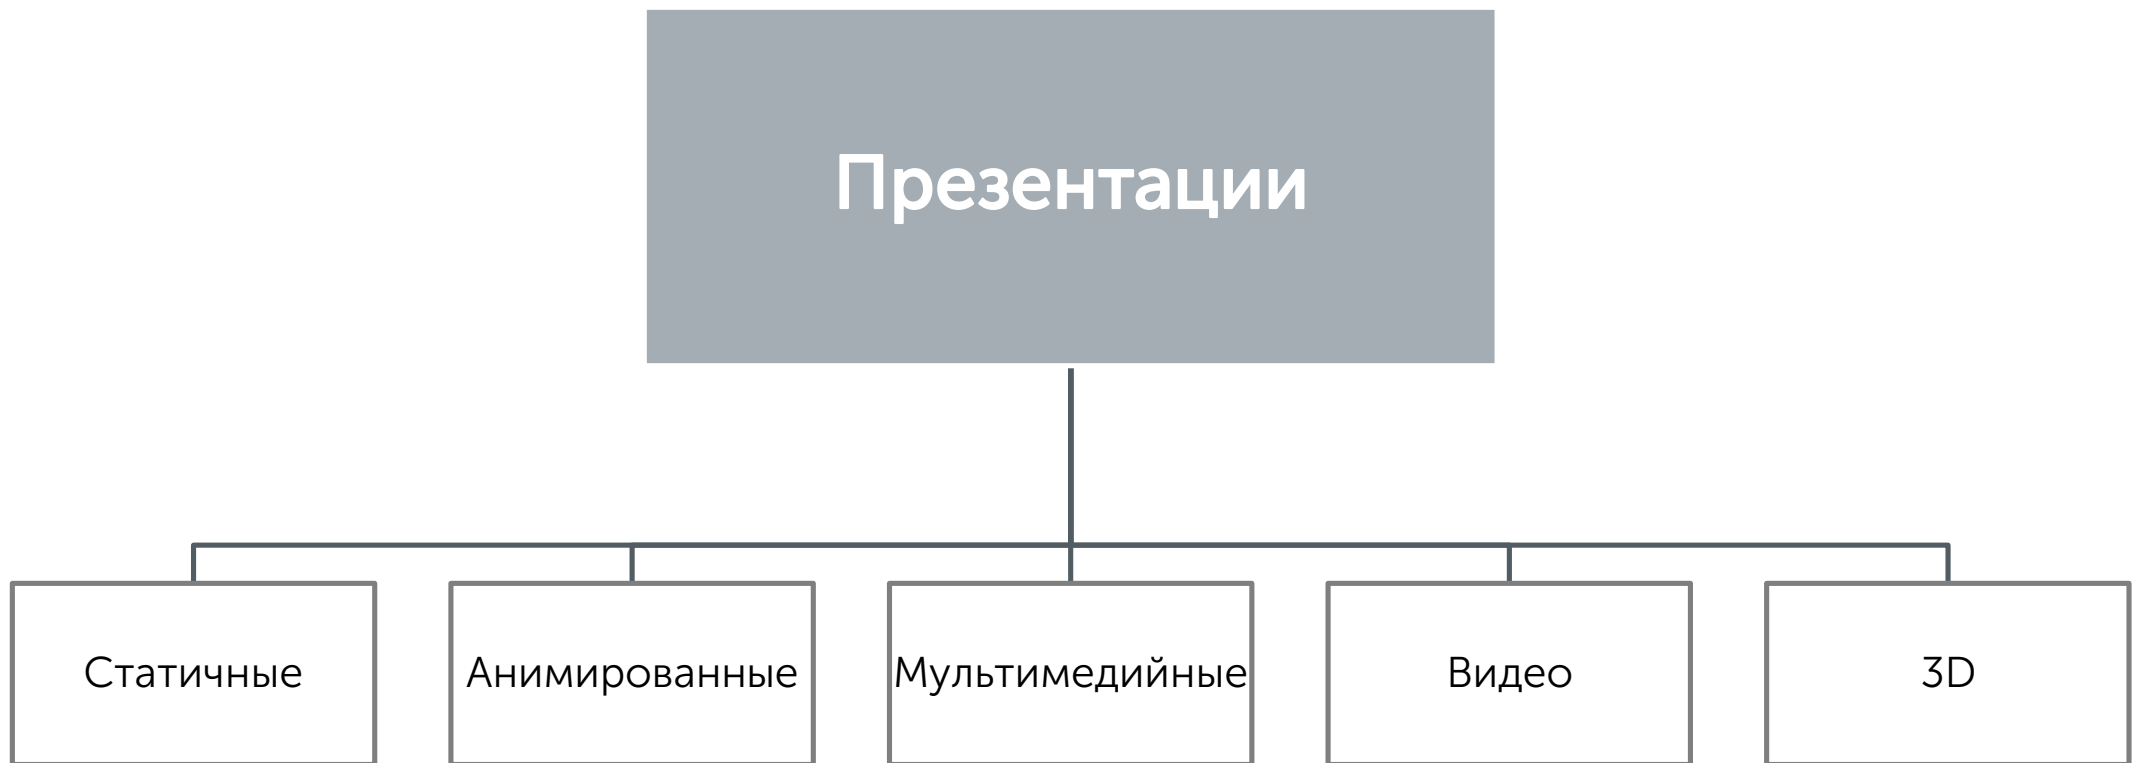 Презентации
Статичные
Анимированные
Мультимедийные
Видео
3D